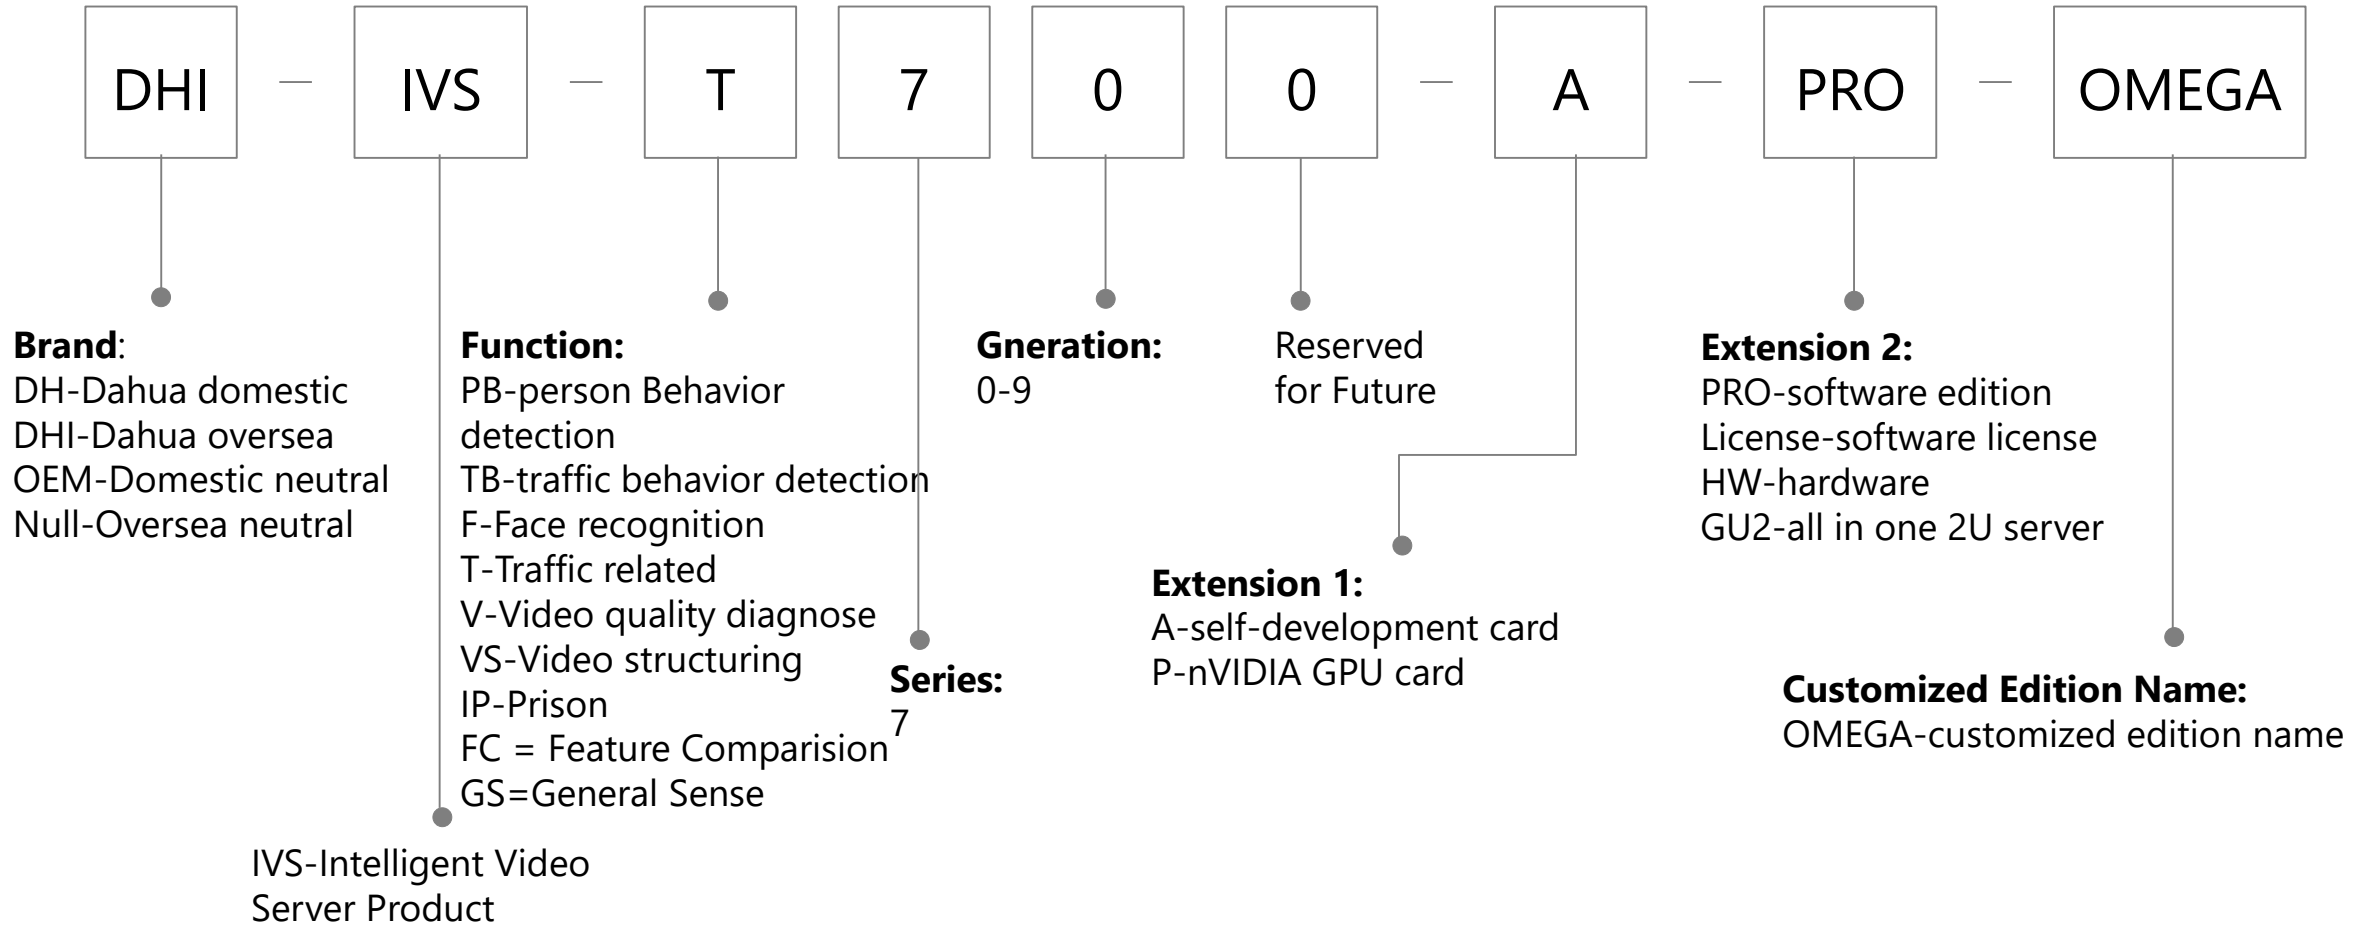 DHI — IVS — T 7 0 0 — A — PRO — OMEGA
Brand:
DH-Dahua domestic
DHI-Dahua oversea
OEM-Domestic neutral
Null-Oversea neutral
IVS-Intelligent Video
Server Product
Function:
PB-person Behavior
detection
TB-traffic behavior detection
F-Face recognition
T-Traffic related
V-Video quality diagnose
VS-Video structuring
IP-Prison
FC = Feature Comparision
GS=General Sense
Series:
7
Gneration:
0-9
Reserved
for Future
Extension 1:
A-self-development card
P-nVIDIA GPU card
Extension 2:
PRO-software edition
License-software license
HW-hardware
GU2-all in one 2U server
Customized Edition Name:
OMEGA-customized edition name